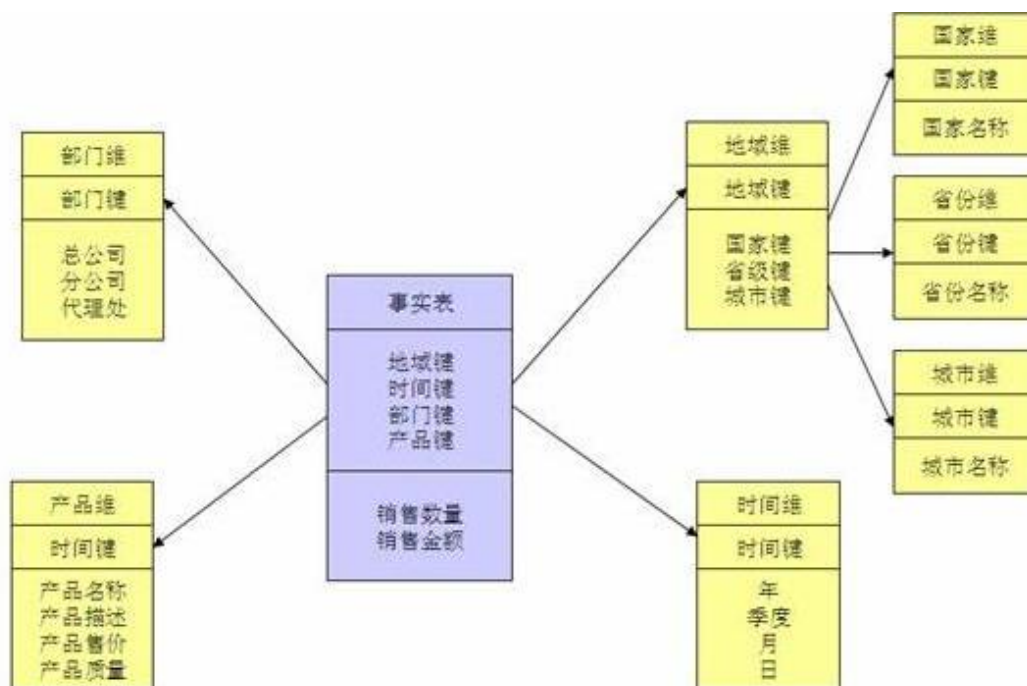 部门维
部门键
总公司
分公司
代理处
产品维
时间键
产品名称
产品描述
产品售价
产品质量
事实表
地域键
时间键
部门键
产品键
销售数量
销售金额
地域维
地域键
国家键
省级键
城市键
时间维
时间键
年
季度
月
日
国家维
国家键
国家名称
省份维
省份键
省份名称
城市维
城市键
城市名称